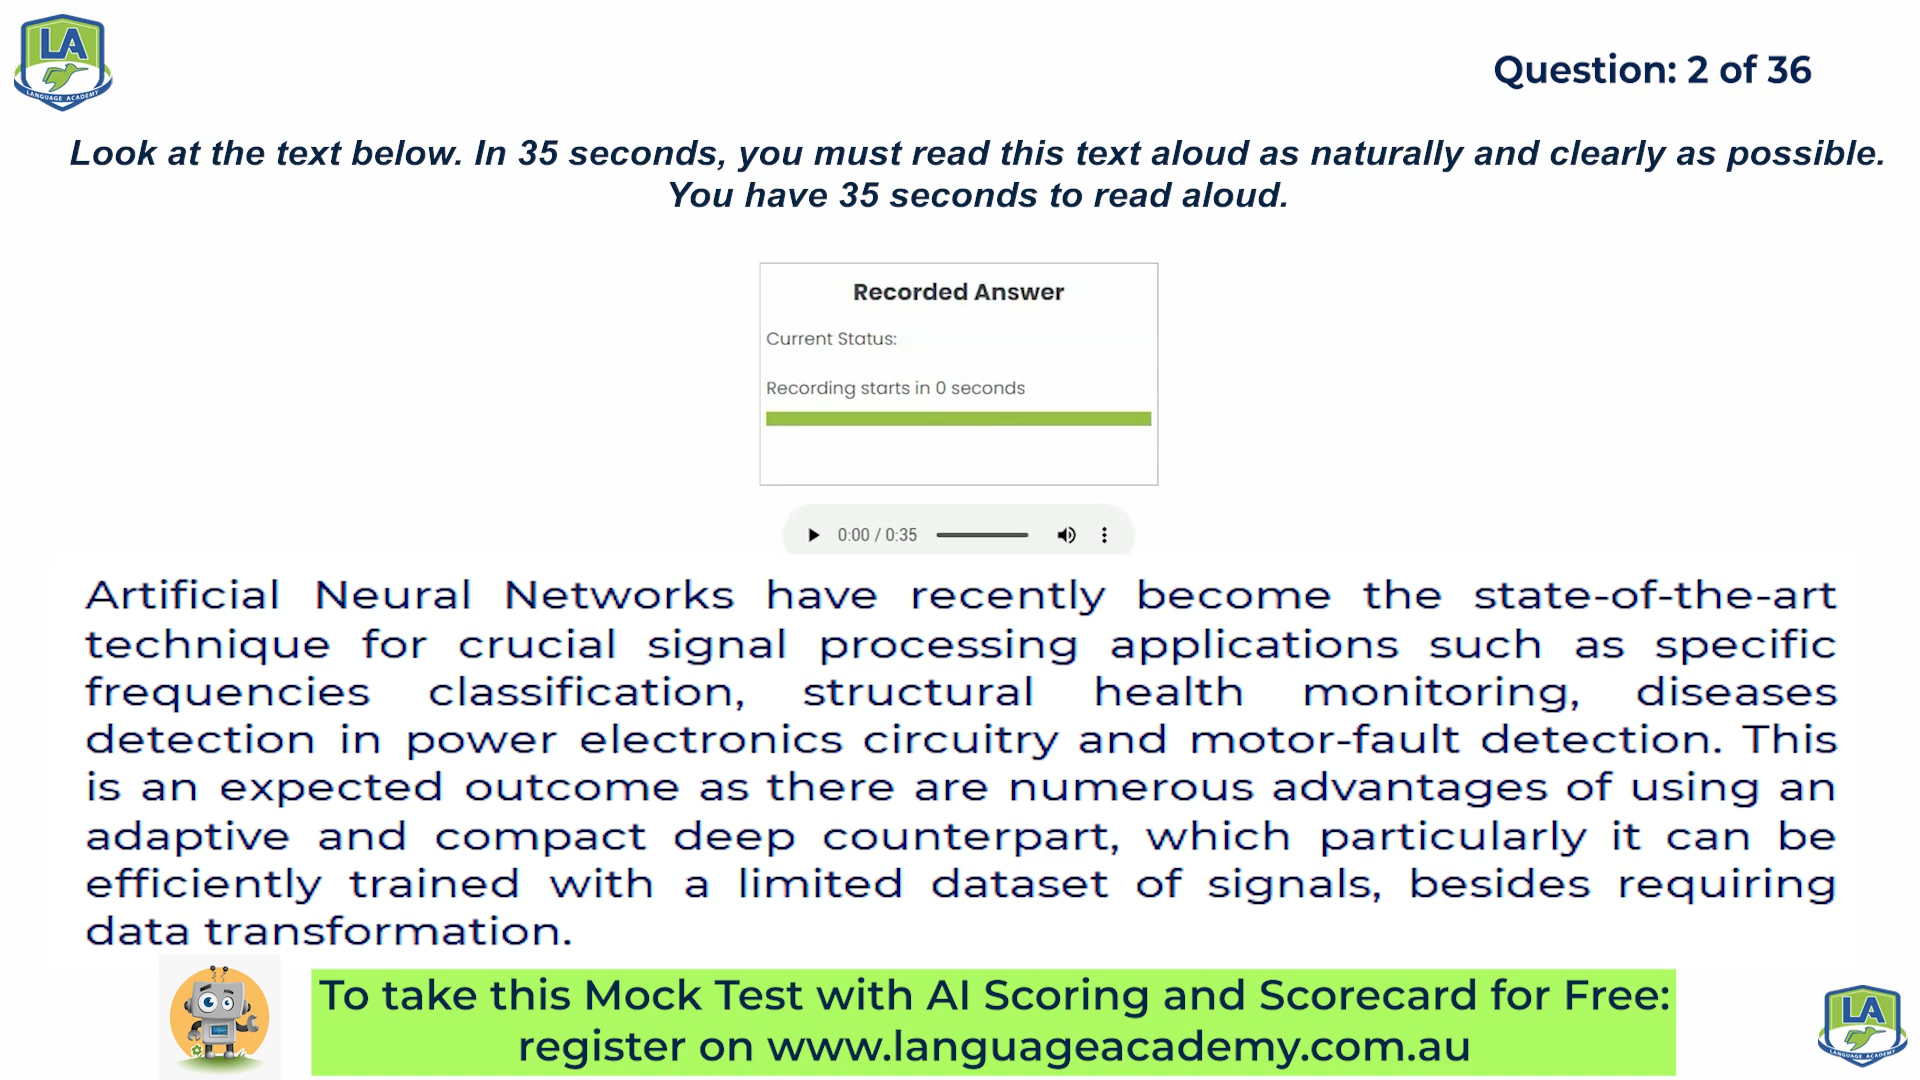 LA
LANGUAGE ACADEMY
Question: 2 of 36
Look at the text below. In 35 seconds, you must read this text aloud as naturally and clearly as possible.
You have 35 seconds to read aloud.
Recorded Answer
Current Status:
Recording starts in 0 seconds
0:00 / 0:35
Artificial Neural Networks have recently become the state-of-the-art
technique for crucial signal processing applications such as specific
frequencies classification, structural health monitoring, diseases
detection in power electronics circuitry and motor-fault detection. This
is an expected outcome as there are numerous advantages of using an
adaptive and compact deep counterpart, which particularly it can be
efficiently trained with a limited dataset of signals, besides requiring
data transformation.
To take this Mock Test with AI Scoring and Scorecard for Free:
register on www.languageacademy.com.au
LA
LANGUAGE ACADEMY